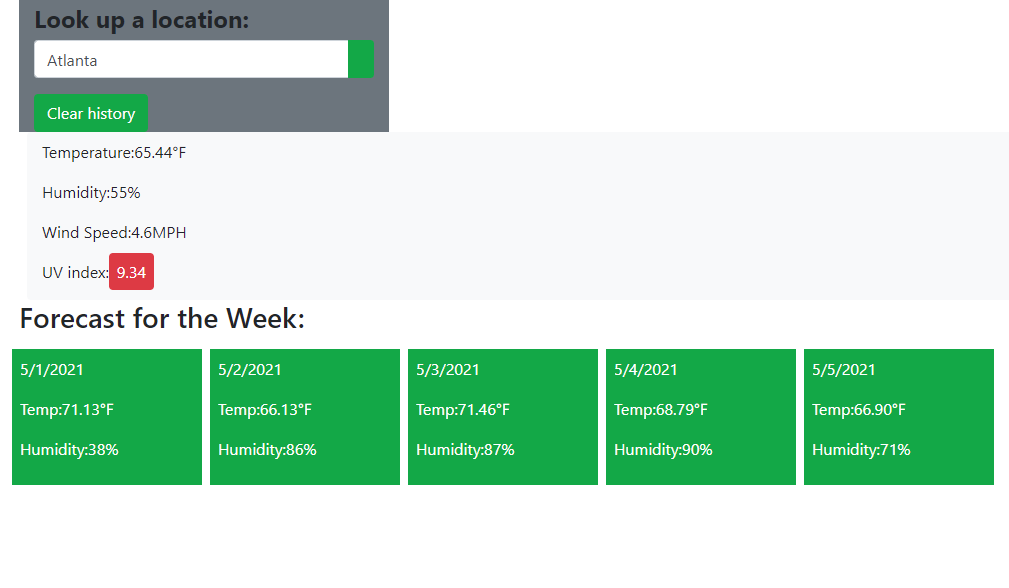 Look up a location:
Atlanta
Clear history
Temperature:65.44°F
Humidity:55%
Wind Speed:4.6MPH
UV index:9.34
Forecast for the Week:
5/1/2021
Temp:71.13°F
Humidity:38%
5/2/2021
Temp:66.13°F
Humidity:86%
5/3/2021
Temp:71.46°F
Humidity:87%
5/4/2021
Temp:68.79°F
Humidity:90%
5/5/2021
Temp:66.90°F
Humidity:71%